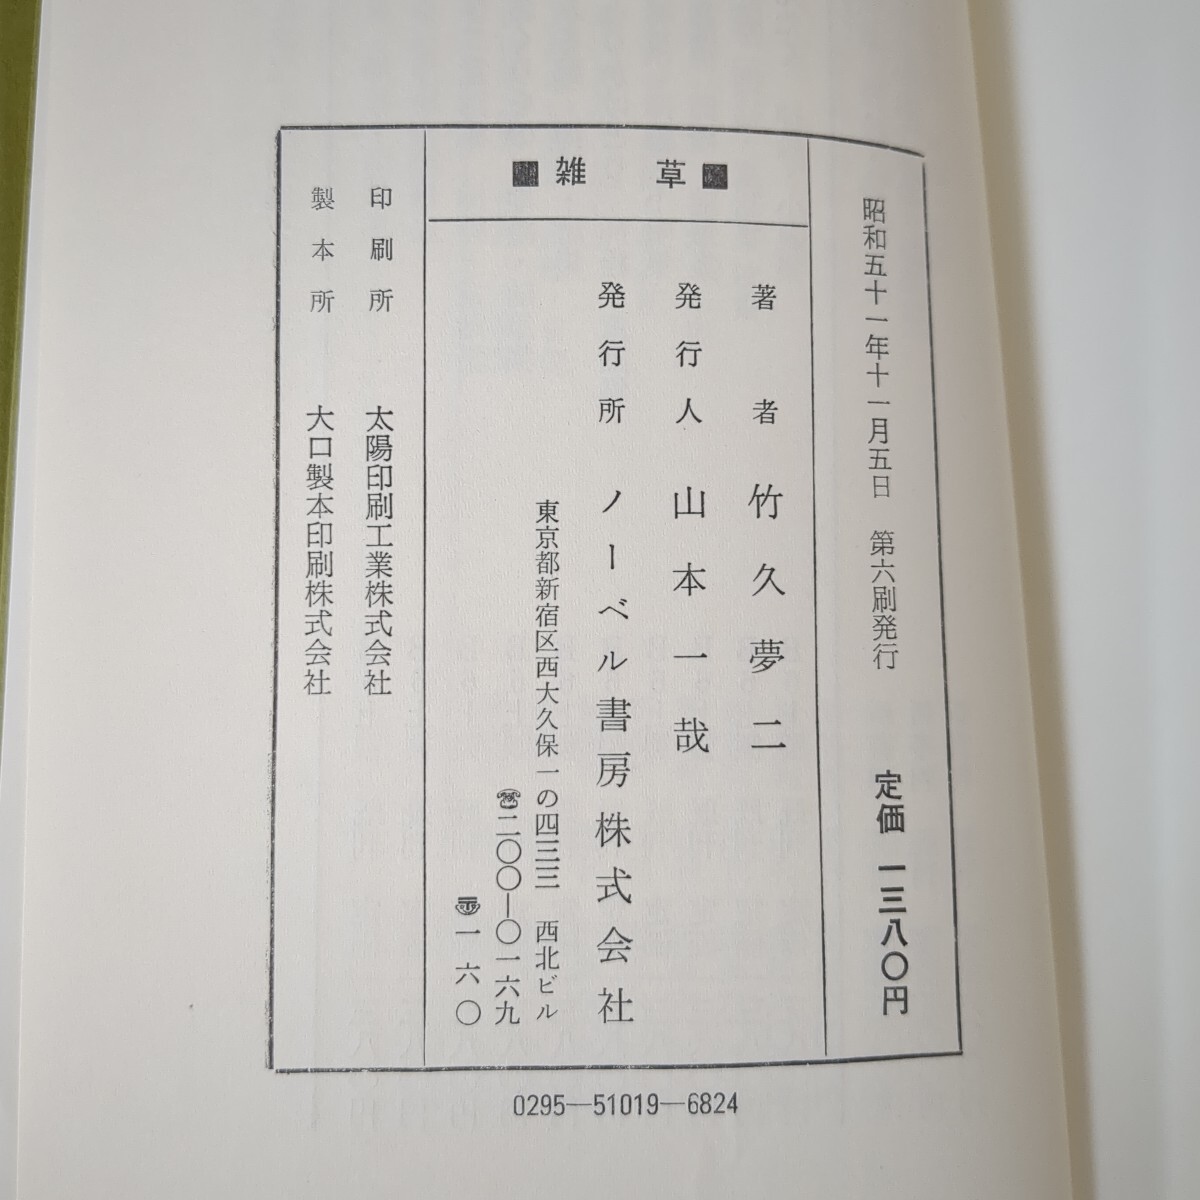 昭和五十一年十一月五日　第六刷発行　定価 一三八〇円
■雑　草■
著者　竹久夢二
発行人　山本一哉
発行所　ノーベル書房株式会社
東京都新宿区西大久保一の四三三　西北ビル
☎二〇〇—〇一六九
〒一六〇
印刷所　太陽印刷工業株式会社
製本所　大口製本印刷株式会社
0295—51019—6824